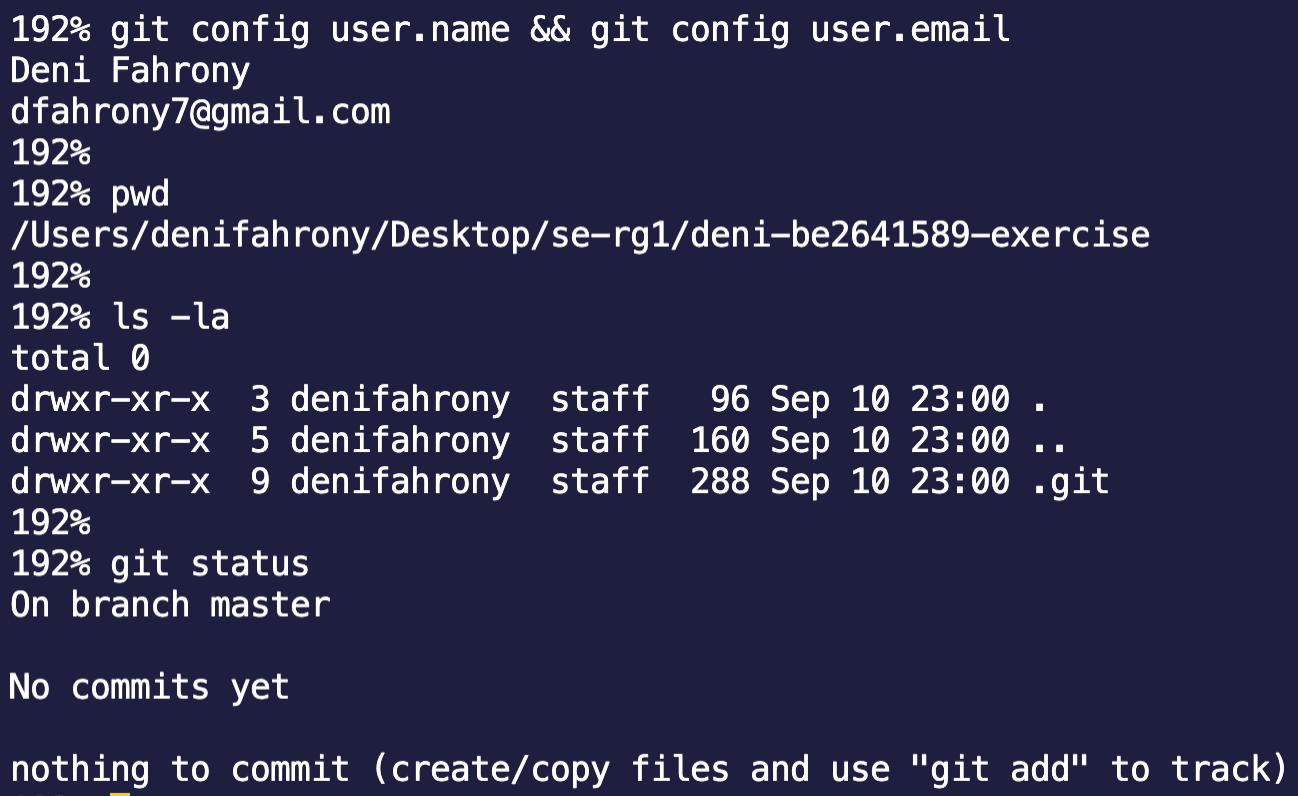 192% git config user.name && git config user.email
Deni Fahrony
dfahrony7@gmail.com
192%
192% pwd
/Users/denifahrony/Desktop/se-rg1/deni-be2641589-exercise
192%
192% ls -la
total 0
drwxr-xr-x  3 denifahrony  staff   96 Sep 10 23:00 .
drwxr-xr-x  5 denifahrony  staff  160 Sep 10 23:00 ..
drwxr-xr-x  9 denifahrony  staff  288 Sep 10 23:00 .git
192%
192% git status
On branch master

No commits yet

nothing to commit (create/copy files and use "git add" to track)